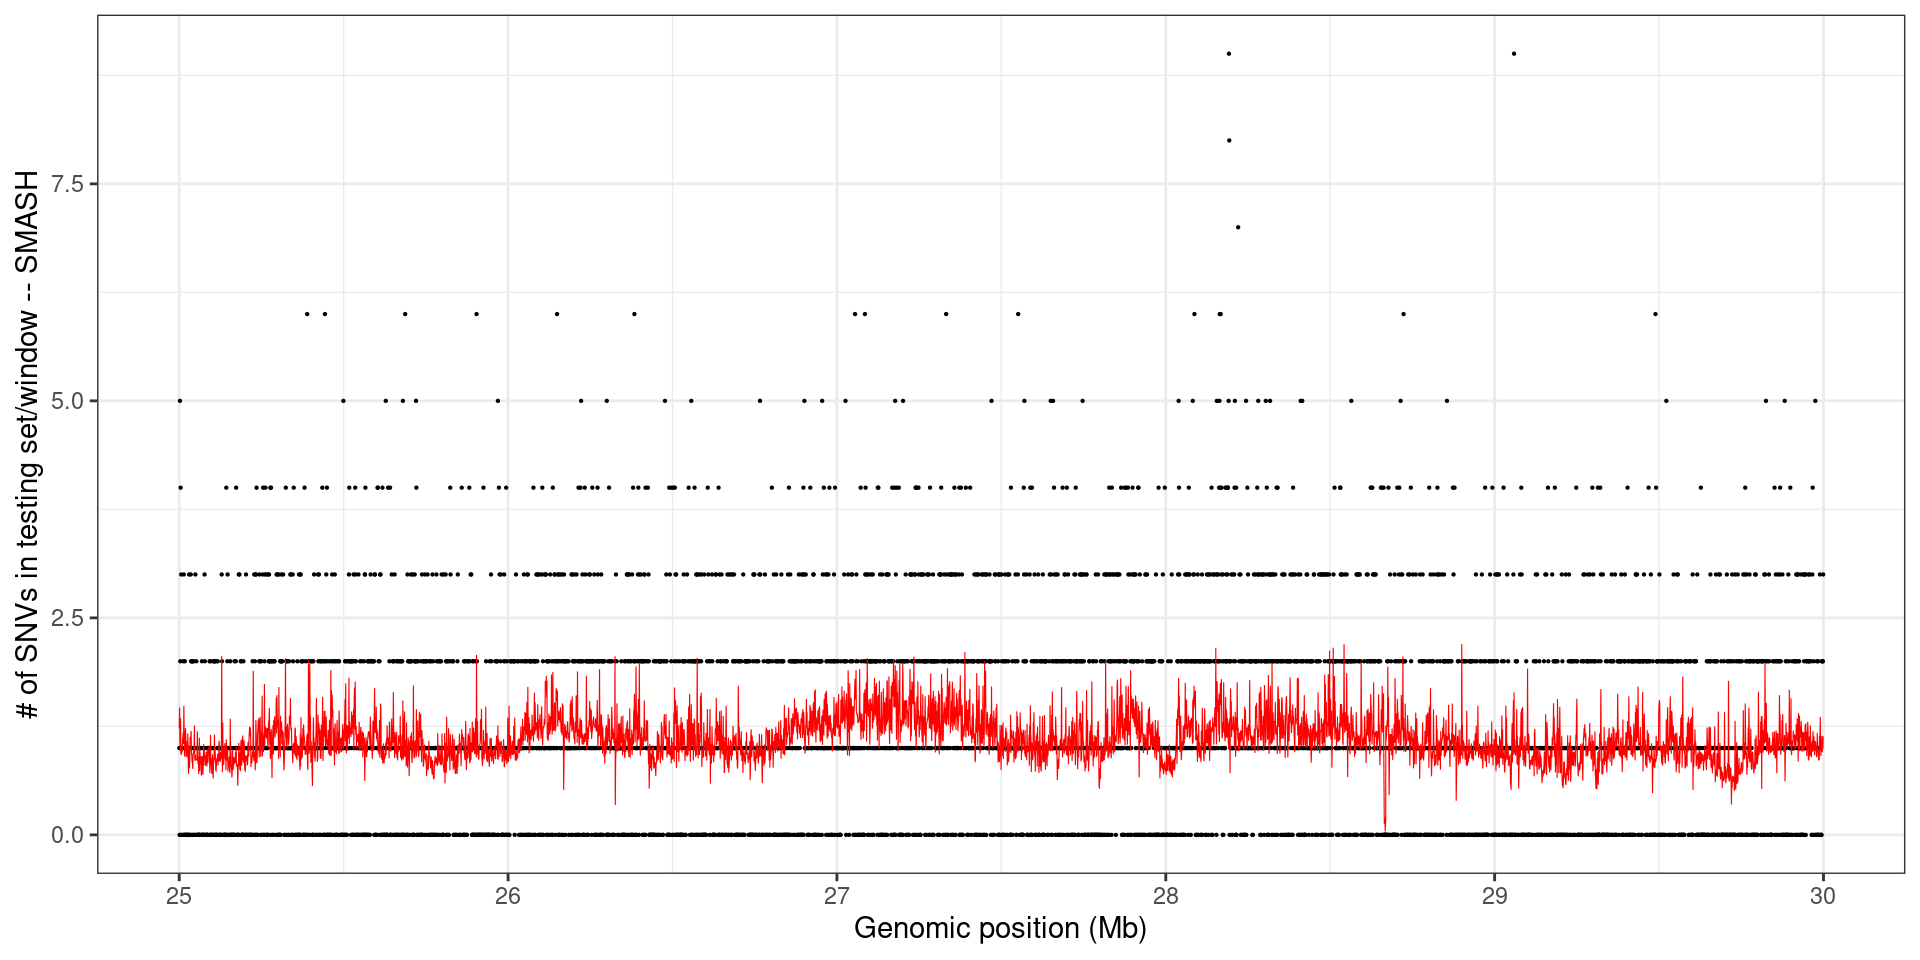 # of SNVs in testing set/window -- SMASH
7.5
5.0
2.5
0.0
25 26 27 28 29 30
Genomic position (Mb)